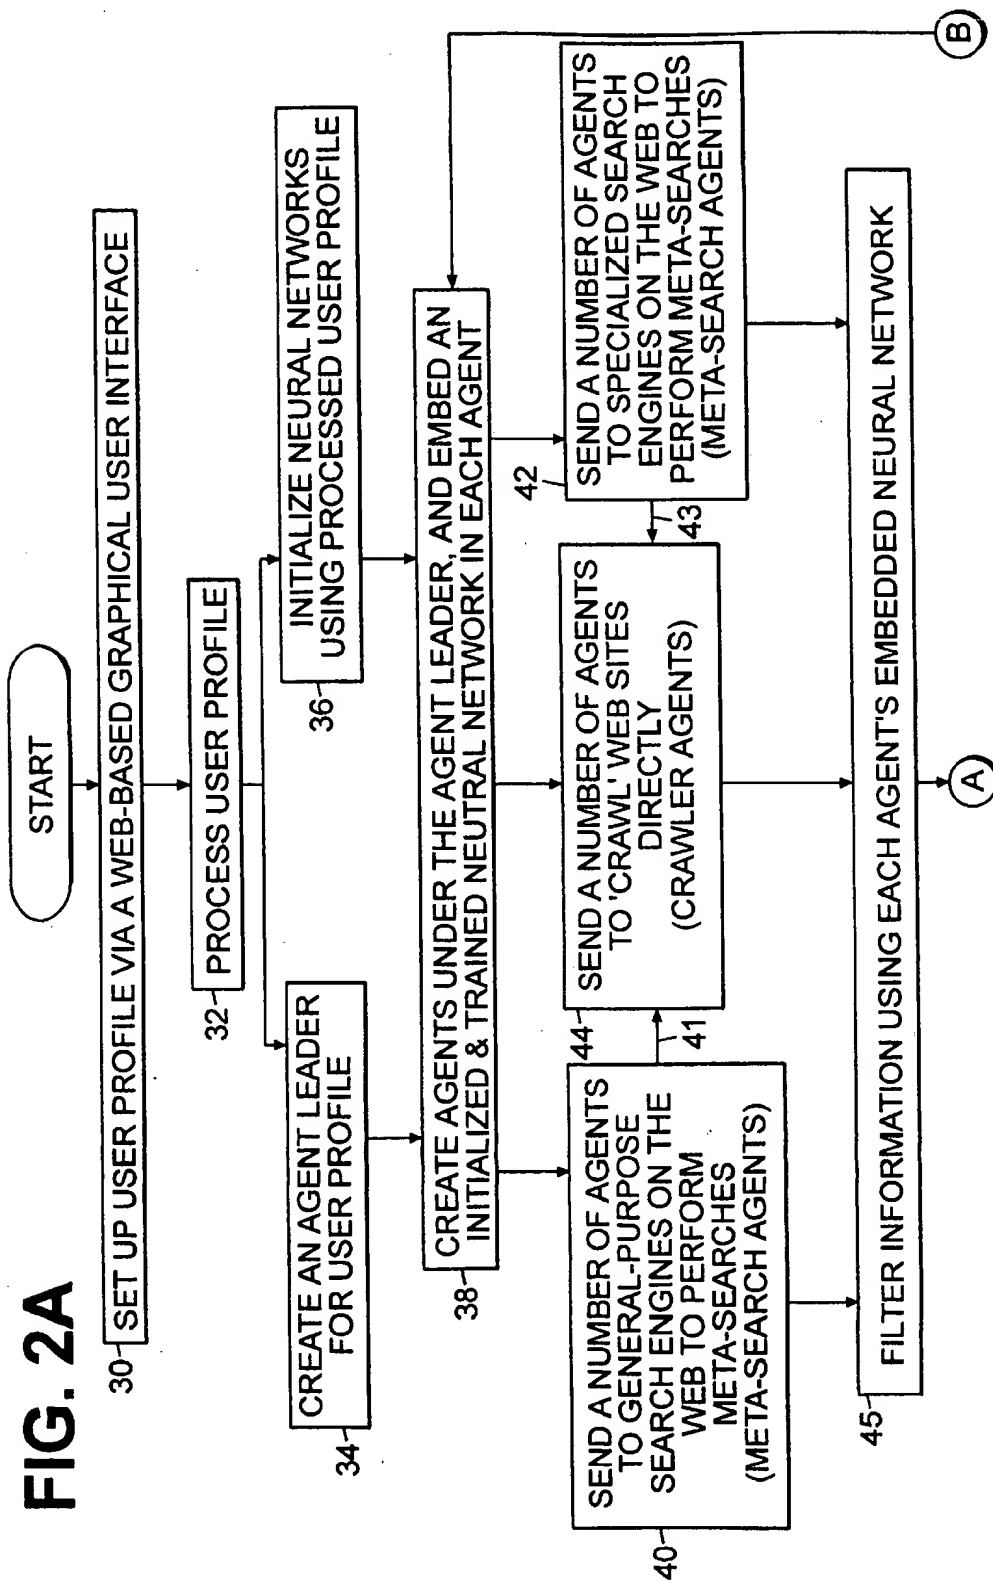 FIG. 2A
START
30
SET UP USER PROFILE VIA A WEB-BASED GRAPHICAL USER INTERFACE
32
PROCESS USER PROFILE
34
CREATE AN AGENT LEADER
FOR USER PROFILE
36
INITIALIZE NEURAL NETWORKS
USING PROCESSED USER PROFILE
38
CREATE AGENTS UNDER THE AGENT LEADER, AND EMBED AN
INITIALIZED & TRAINED NEUTRAL NETWORK IN EACH AGENT
40
SEND A NUMBER OF AGENTS
TO GENERAL-PURPOSE
SEARCH ENGINES ON THE
WEB TO PERFORM
META-SEARCHES
(META-SEARCH AGENTS)
41
44
SEND A NUMBER OF AGENTS
TO 'CRAWL' WEB SITES
DIRECTLY
(CRAWLER AGENTS)
43
42
SEND A NUMBER OF AGENTS
TO SPECIALIZED SEARCH
ENGINES ON THE WEB TO
PERFORM META-SEARCHES
(META-SEARCH AGENTS)
45
FILTER INFORMATION USING EACH AGENT'S EMBEDDED NEURAL NETWORK
A
B